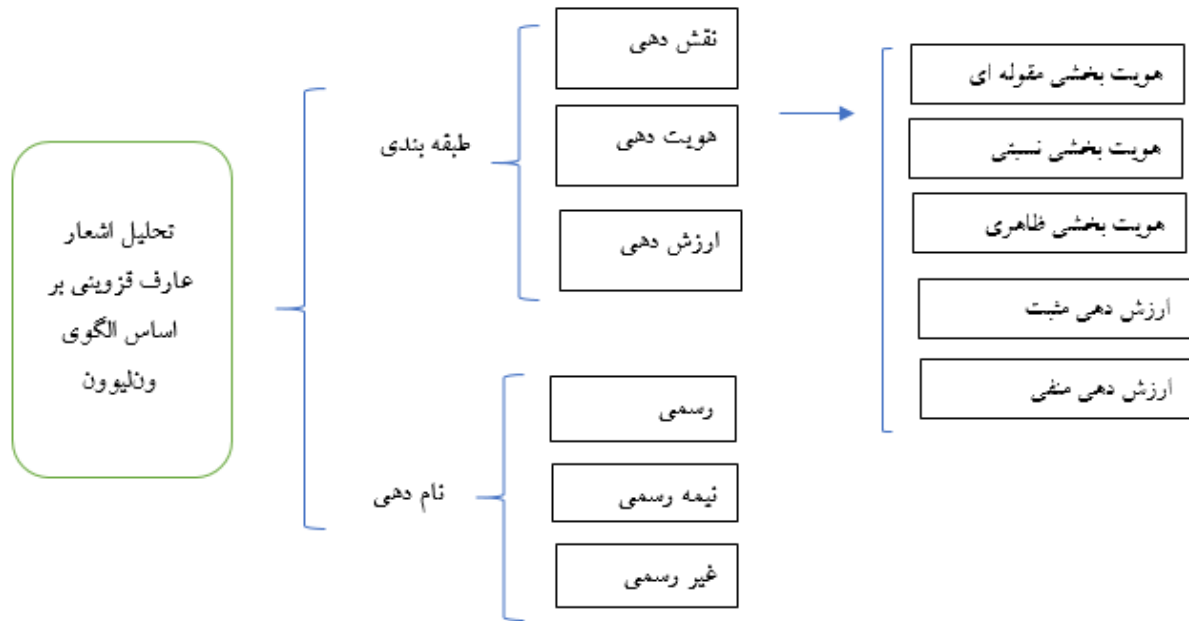 تحلیل اشعار
عارف قزوینی بر
اساس الگوی
ون‌لیوون
طبقه بندی
نقش دهی
هویت دهی
ارزش دهی
هویت بخشی مقوله ای
هویت بخشی نسبتی
هویت بخشی ظاهری
ارزش دهی مثبت
ارزش دهی منفی
نام دهی
رسمی
نیمه رسمی
غیر رسمی